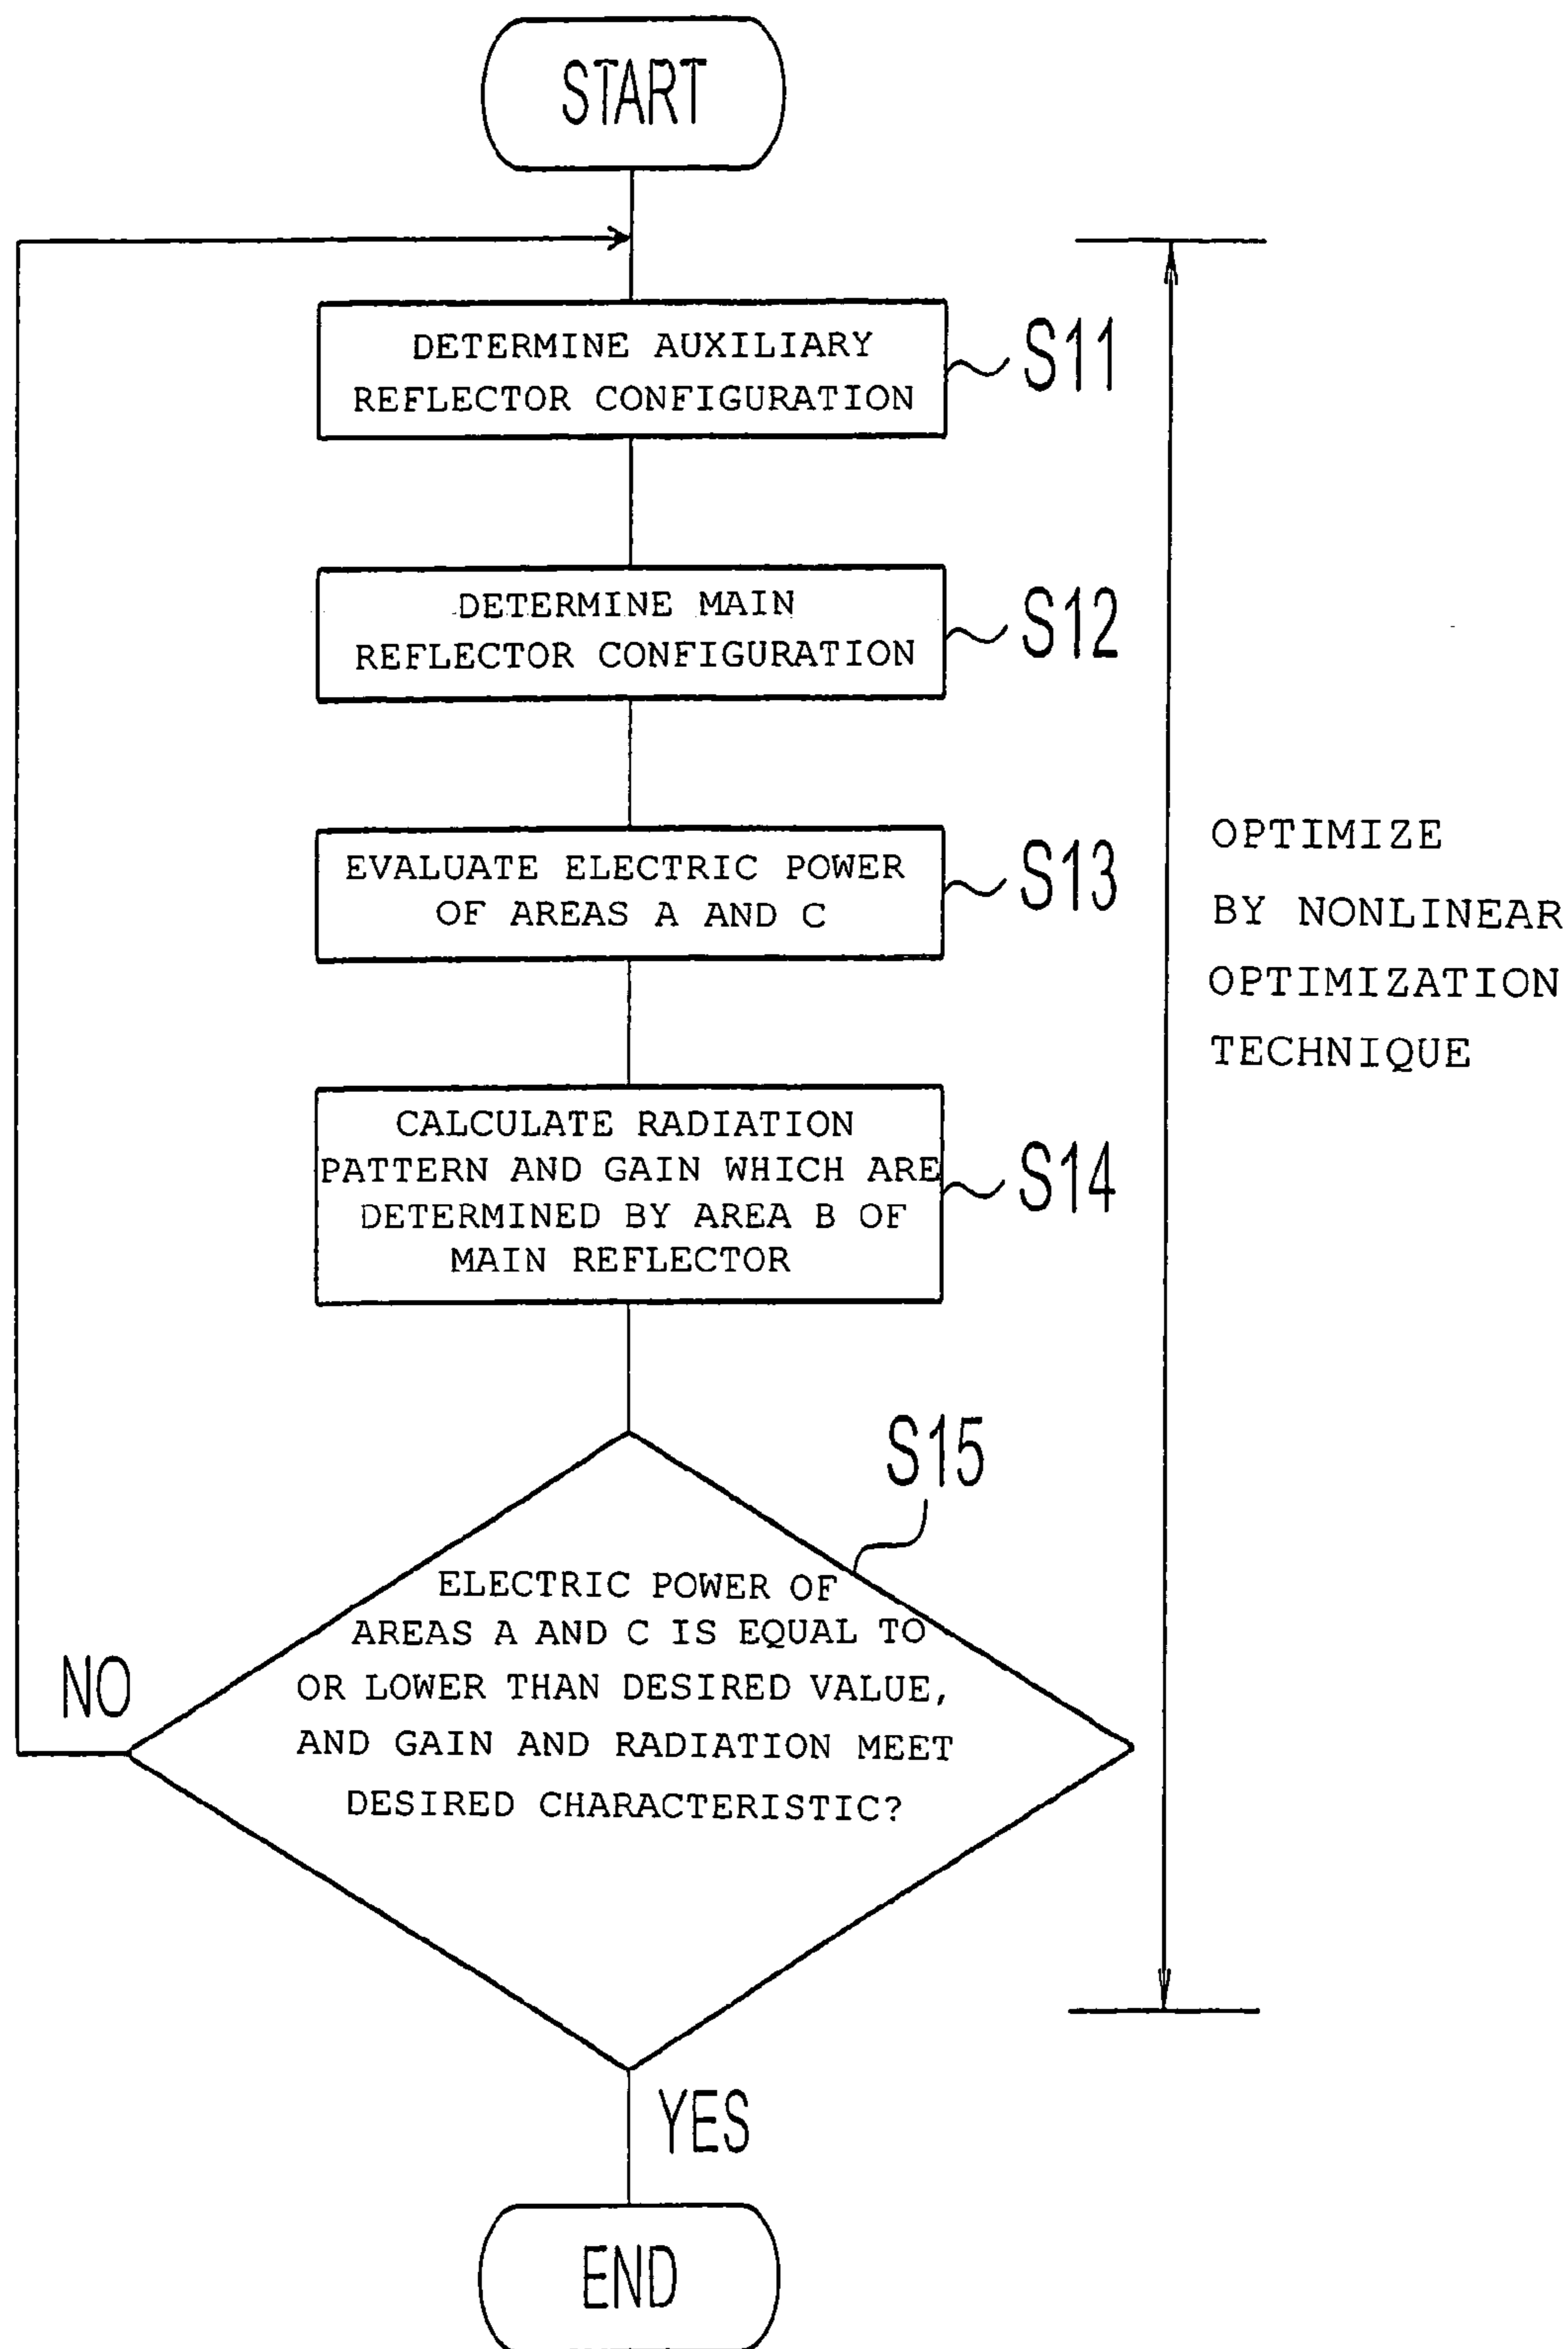 START
DETERMINE AUXILIARY
REFLECTOR CONFIGURATION
S11
DETERMINE MAIN
REFLECTOR CONFIGURATION
S12
EVALUATE ELECTRIC POWER
OF AREAS A AND C
S13
OPTIMIZE
BY NONLINEAR
OPTIMIZATION
TECHNIQUE
CALCULATE RADIATION
PATTERN AND GAIN WHICH ARE
DETERMINED BY AREA B OF
MAIN REFLECTOR
S14
S15
ELECTRIC POWER OF
AREAS A AND C IS EQUAL TO
OR LOWER THAN DESIRED VALUE,
AND GAIN AND RADIATION MEET
DESIRED CHARACTERISTIC?
NO
YES
END